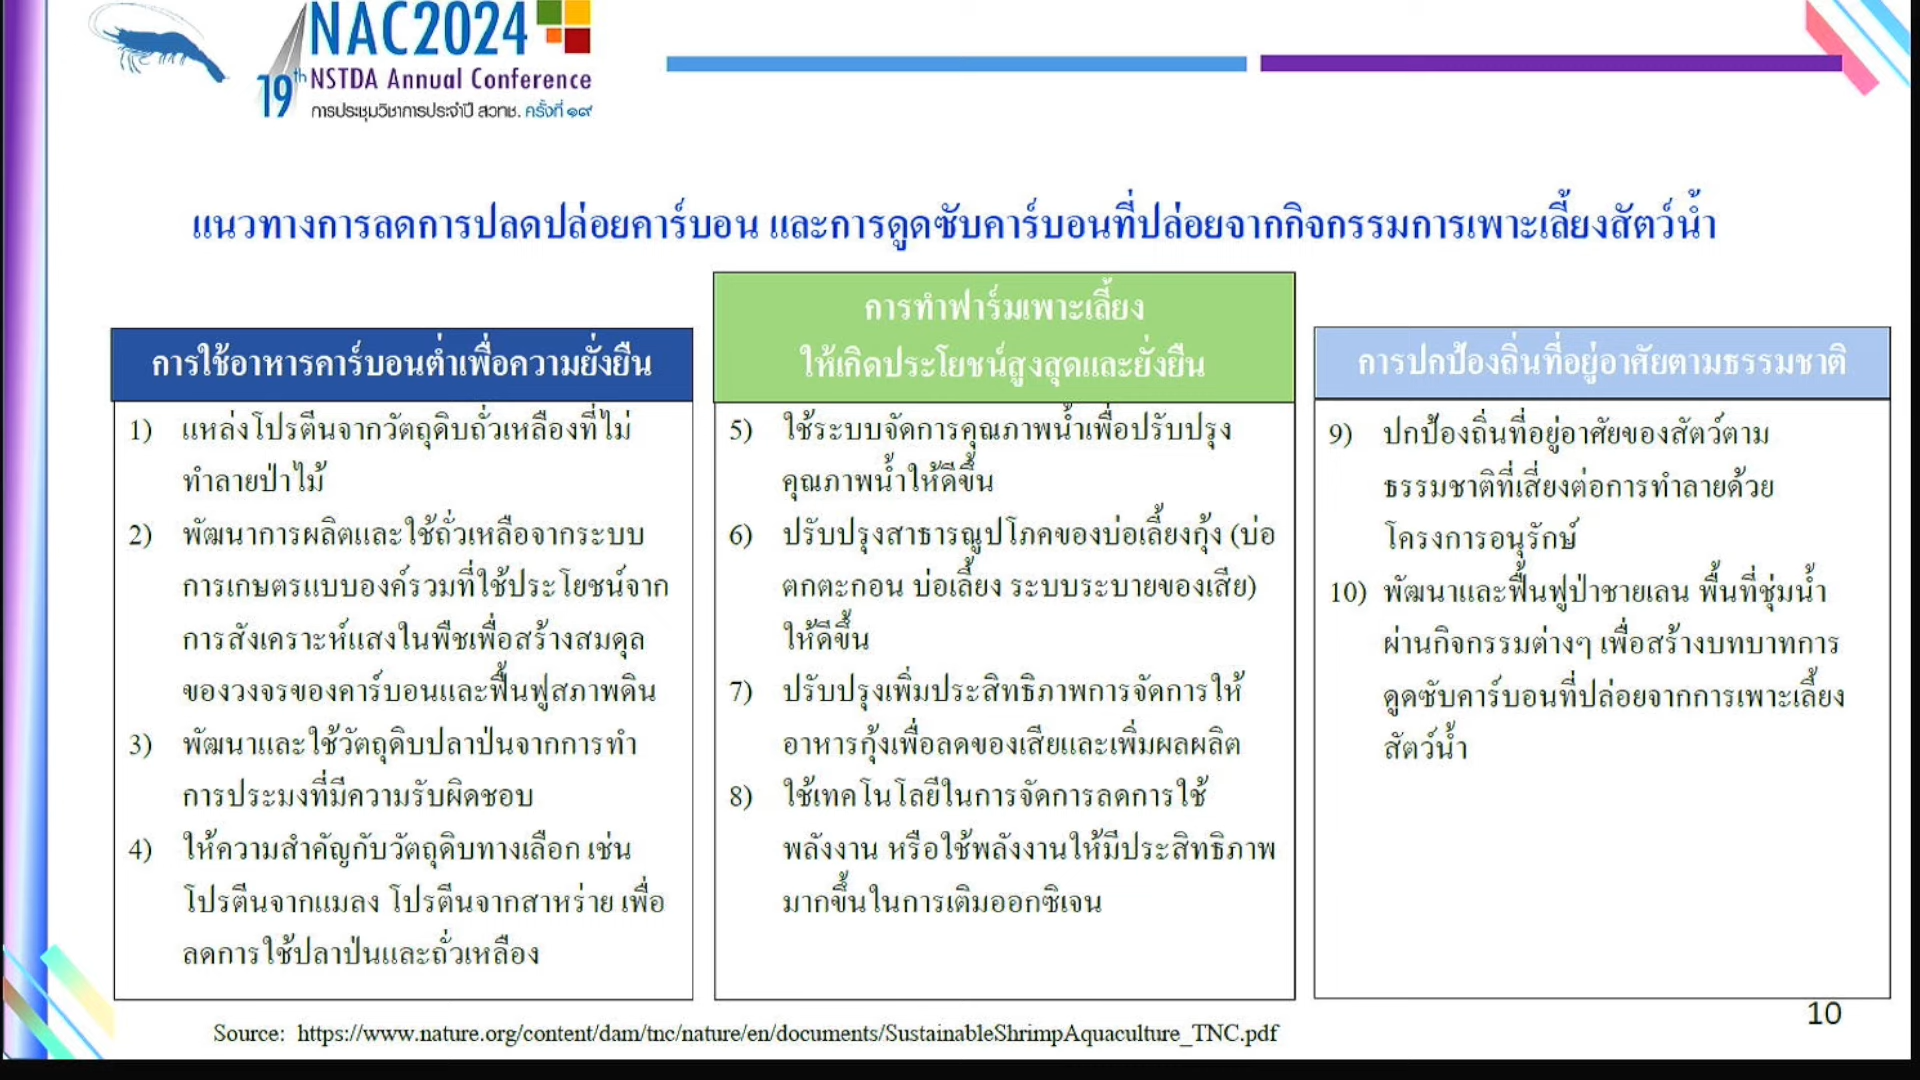 NAC2024
19th NSTDA Annual Conference
การประชุมวิชาการประจำปี สวทช. ครั้งที่ ๑๙
แนวทางการลดการปลดปล่อยคาร์บอน และการดูดซับคาร์บอนที่ปล่อยจากกิจกรรมการเพาะเลี้ยงสัตว์น้ำ
การใช้อาหารคาร์บอนต่ำเพื่อความยั่งยืน
1) แหล่งโปรตีนจากวัตถุดิบถั่วเหลืองที่ไม่
ทำลายป่าไม้
2) พัฒนาการผลิตและใช้ถั่วเหลือจากระบบ
การเกษตรแบบองค์รวมที่ใช้ประโยชน์จาก
การสังเคราะห์แสงในพืชเพื่อสร้างสมดุล
ของวงจรของคาร์บอนและฟื้นฟูสภาพดิน
3) พัฒนาและใช้วัตถุดิบปลาป่นจากการทำ
การประมงที่มีความรับผิดชอบ
4) ให้ความสำคัญกับวัตถุดิบทางเลือก เช่น
โปรตีนจากแมลง โปรตีนจากสาหร่าย เพื่อ
ลดการใช้ปลาป่นและถั่วเหลือง
การทำฟาร์มเพาะเลี้ยง
ให้เกิดประโยชน์สูงสุดและยั่งยืน
5) ใช้ระบบจัดการคุณภาพน้ำเพื่อปรับปรุง
คุณภาพน้ำให้ดีขึ้น
6) ปรับปรุงสาธารณูปโภคของบ่อเลี้ยงกุ้ง (บ่อ
ตกตะกอน บ่อเลี้ยง ระบบระบายของเสีย)
ให้ดีขึ้น
7) ปรับปรุงเพิ่มประสิทธิภาพการจัดการให้
อาหารกุ้งเพื่อลดของเสียและเพิ่มผลผลิต
8) ใช้เทคโนโลยีในการจัดการลดการใช้
พลังงาน หรือใช้พลังงานให้มีประสิทธิภาพ
มากขึ้นในการเติมออกซิเจน
การปกป้องถิ่นที่อยู่อาศัยตามธรรมชาติ
9) ปกป้องถิ่นที่อยู่อาศัยของสัตว์ตาม
ธรรมชาติที่เสี่ยงต่อการทำลายด้วย
โครงการอนุรักษ์
10) พัฒนาและฟื้นฟูป่าชายเลน พื้นที่ชุ่มน้ำ
ผ่านกิจกรรมต่างๆ เพื่อสร้างบทบาทการ
ดูดซับคาร์บอนที่ปล่อยจากการเพาะเลี้ยง
สัตว์น้ำ
10
Source: https://www.nature.org/content/dam/tnc/nature/en/documents/SustainableShrimpAquaculture_TNC.pdf